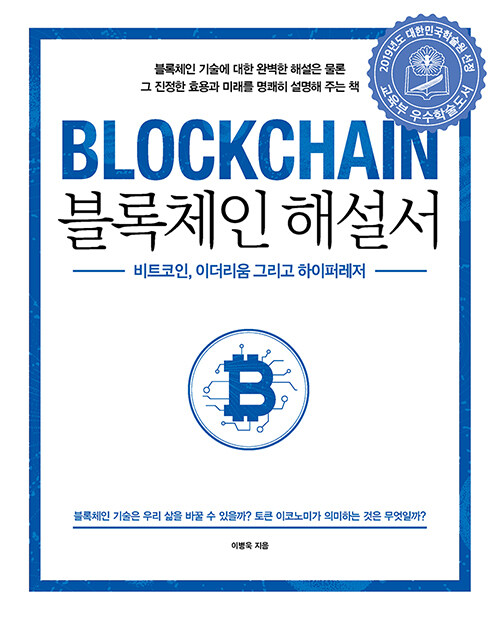 블록체인 기술에 대한 완벽한 해설은 물론
그 진정한 효용과 미래를 명쾌히 설명해 주는 책
2019년도 대한민국학술원 선정
교육부 우수학술도서
BLOCKCHAIN
블록체인 해설서
비트코인, 이더리움 그리고 하이퍼레저
블록체인 기술은 우리 삶을 바꿀 수 있을까? 토큰 이코노미가 의미하는 것은 무엇일까?
이병욱 지음